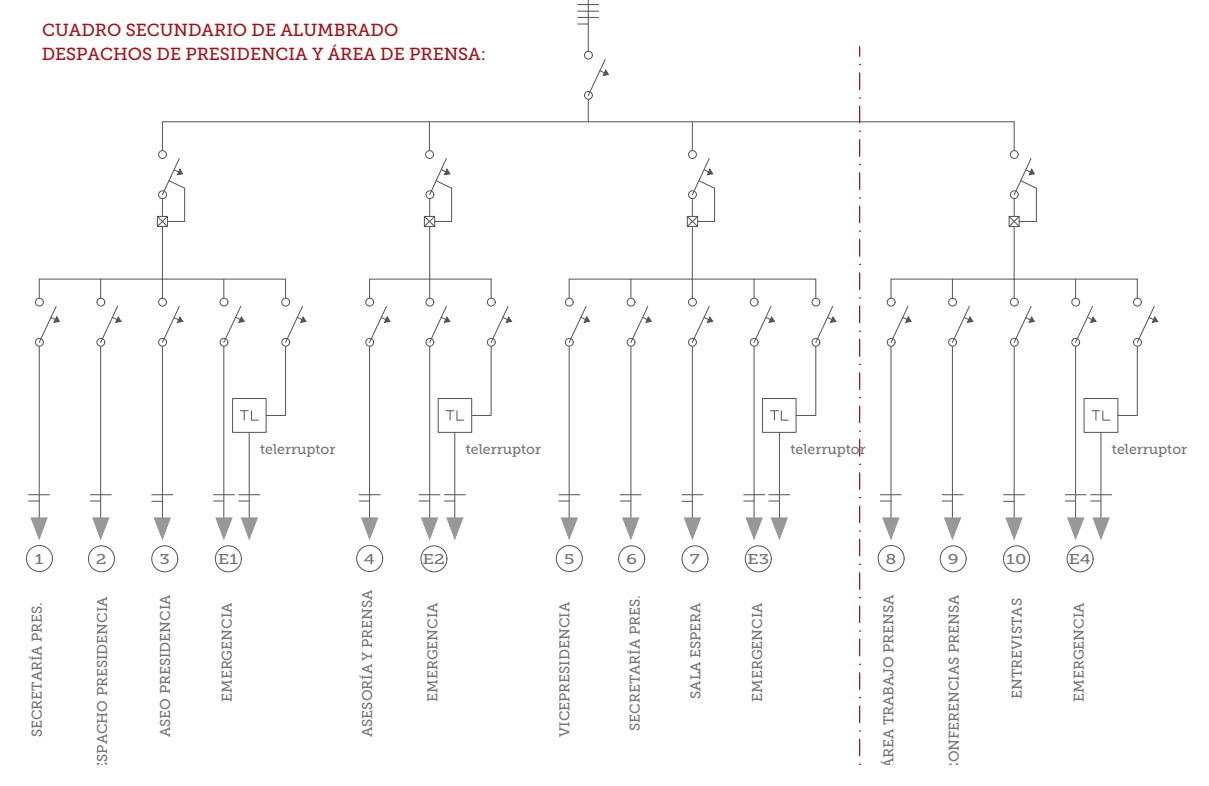 CUADRO SECUNDARIO DE ALUMBRADO
DESPACHOS DE PRESIDENCIA Y ÁREA DE PRENSA:
TL
TL
TL
TL
telerruptor
telerruptor
telerruptor
telerruptor
1
2
3
E1
4
E2
5
6
7
E3
8
9
10
E4
SECRETARÍA PRES.
ESPACHO PRESIDENCIA
ASEO PRESIDENCIA
EMERGENCIA
ASESORÍA Y PRENSA
EMERGENCIA
VICEPRESIDENCIA
SECRETARÍA PRES.
SALA ESPERA
EMERGENCIA
ÁREA TRABAJO PRENSA
CONFERENCIAS PRENSA
ENTREVISTAS
EMERGENCIA